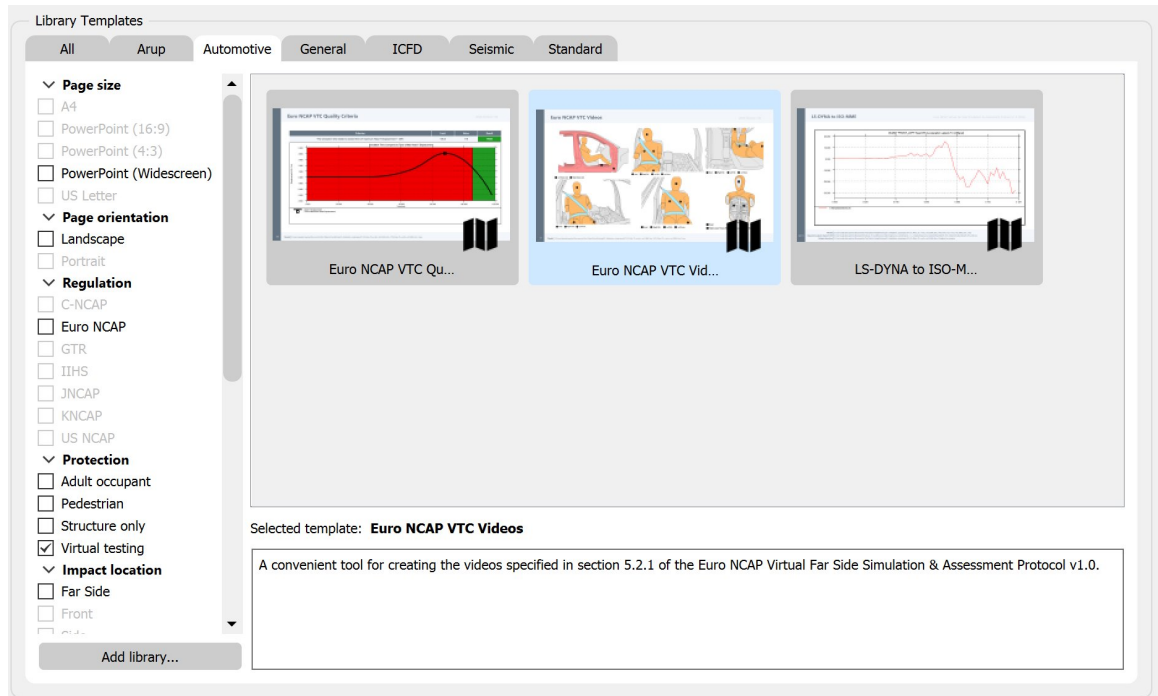 Library Templates
All
Arup
Automotive
General
ICFD
Seismic
Standard
Page size
A4
PowerPoint (16:9)
PowerPoint (4:3)
PowerPoint (Widescreen)
US Letter
Page orientation
Landscape
Portrait
Regulation
C-NCAP
Euro NCAP
GTR
IIHS
JNCAP
KNCAP
US NCAP
Protection
Adult occupant
Pedestrian
Structure only
Virtual testing
Impact location
Far Side
Front
Side
Add library...
Euro NCAP VTC Quality Criteria
Euro NCAP VTC Qu...
Euro NCAP VTC Videos
Euro NCAP VTC Vid...
LS-DYNA to ISO-MME
LS-DYNA to ISO-M...
Selected template: Euro NCAP VTC Videos
A convenient tool for creating the videos specified in section 5.2.1 of the Euro NCAP Virtual Far Side Simulation & Assessment Protocol v1.0.